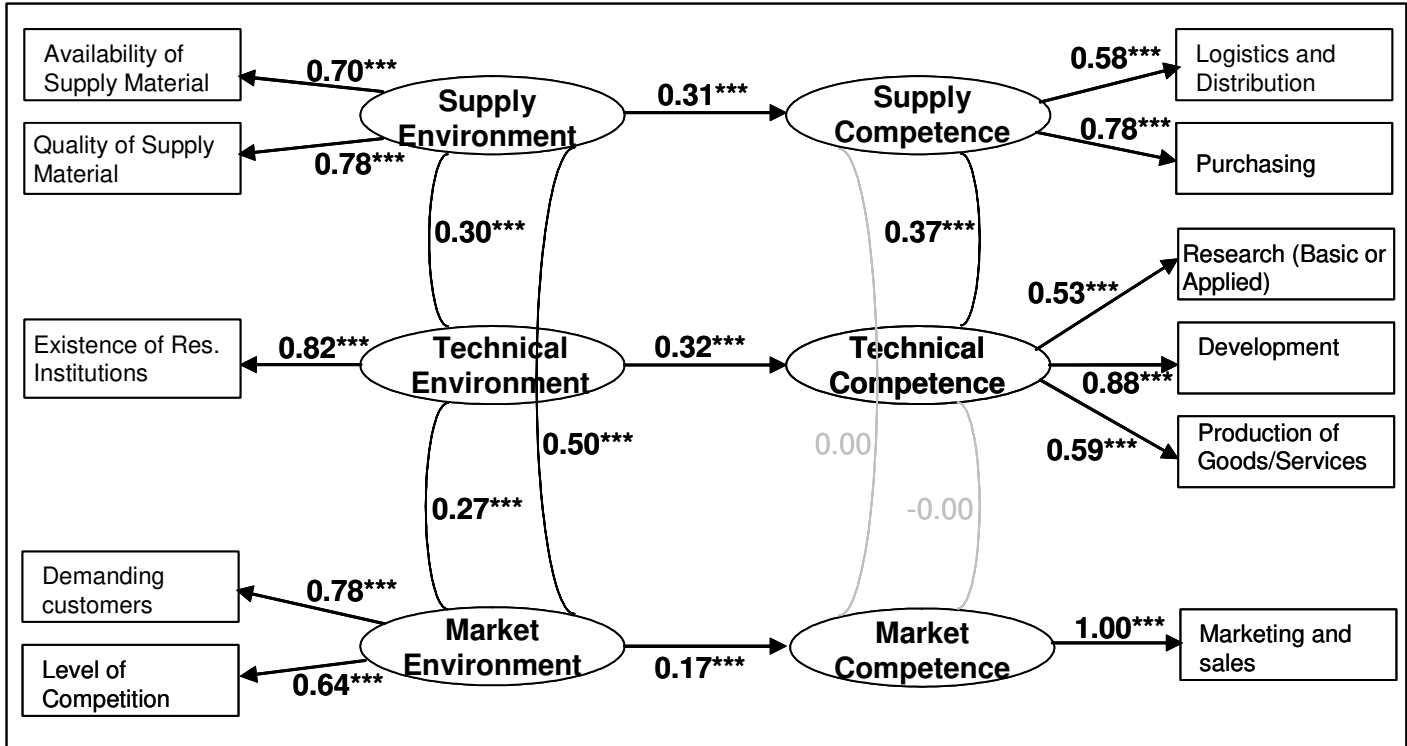 Availability of
Supply Material
0.70***
Supply
Environment
0.31***
Supply
Competence
0.58***
Logistics and
Distribution
Quality of Supply
Material
0.78***
0.78***
Purchasing
0.30***
0.37***
Research (Basic or
Applied)
0.53***
Existence of Res.
Institutions
0.82***
Technical
Environment
0.32***
Technical
Competence
Development
0.88***
0.50***
0.00
0.59***
Production of
Goods/Services
0.27***
-0.00
Demanding
customers
0.78***
Market
Environment
0.17***
Market
Competence
1.00***
Marketing and
sales
Level of
Competition
0.64***